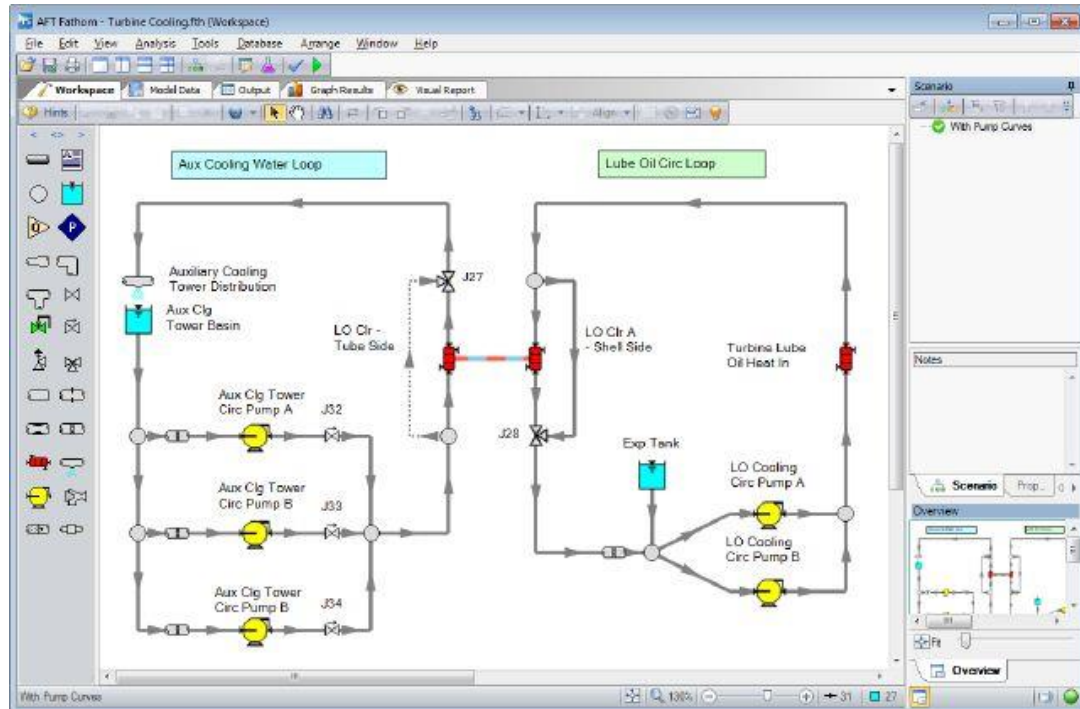 AFT Fathom - Turbine Cooling.fth (Workspace)
File Edit View Analysis Tools Database Arrange Window Help
Workspace Model Data Output Graph Results Visual Report
Hints Align
Scenario
With Pump Curves
Aux Cooling Water Loop
Lube Oil Circ Loop
J27
Auxiliary Cooling
Tower Distribution
Aux Clg
Tower Basin
LO Clr -
Tube Side
LO Clr A
- Shell Side
Turbine Lube
Oil Heat In
Notes
Aux Clg Tower
Circ Pump A
J32
J28
Exp Tank
LO Cooling
Circ Pump A
Aux Clg Tower
Circ Pump B
J33
LO Cooling
Circ Pump B
Aux Clg Tower
Circ Pump B
J34
Scenario Prop..
Overview
Fit
Overview
With Pump Curves
130%
31
27